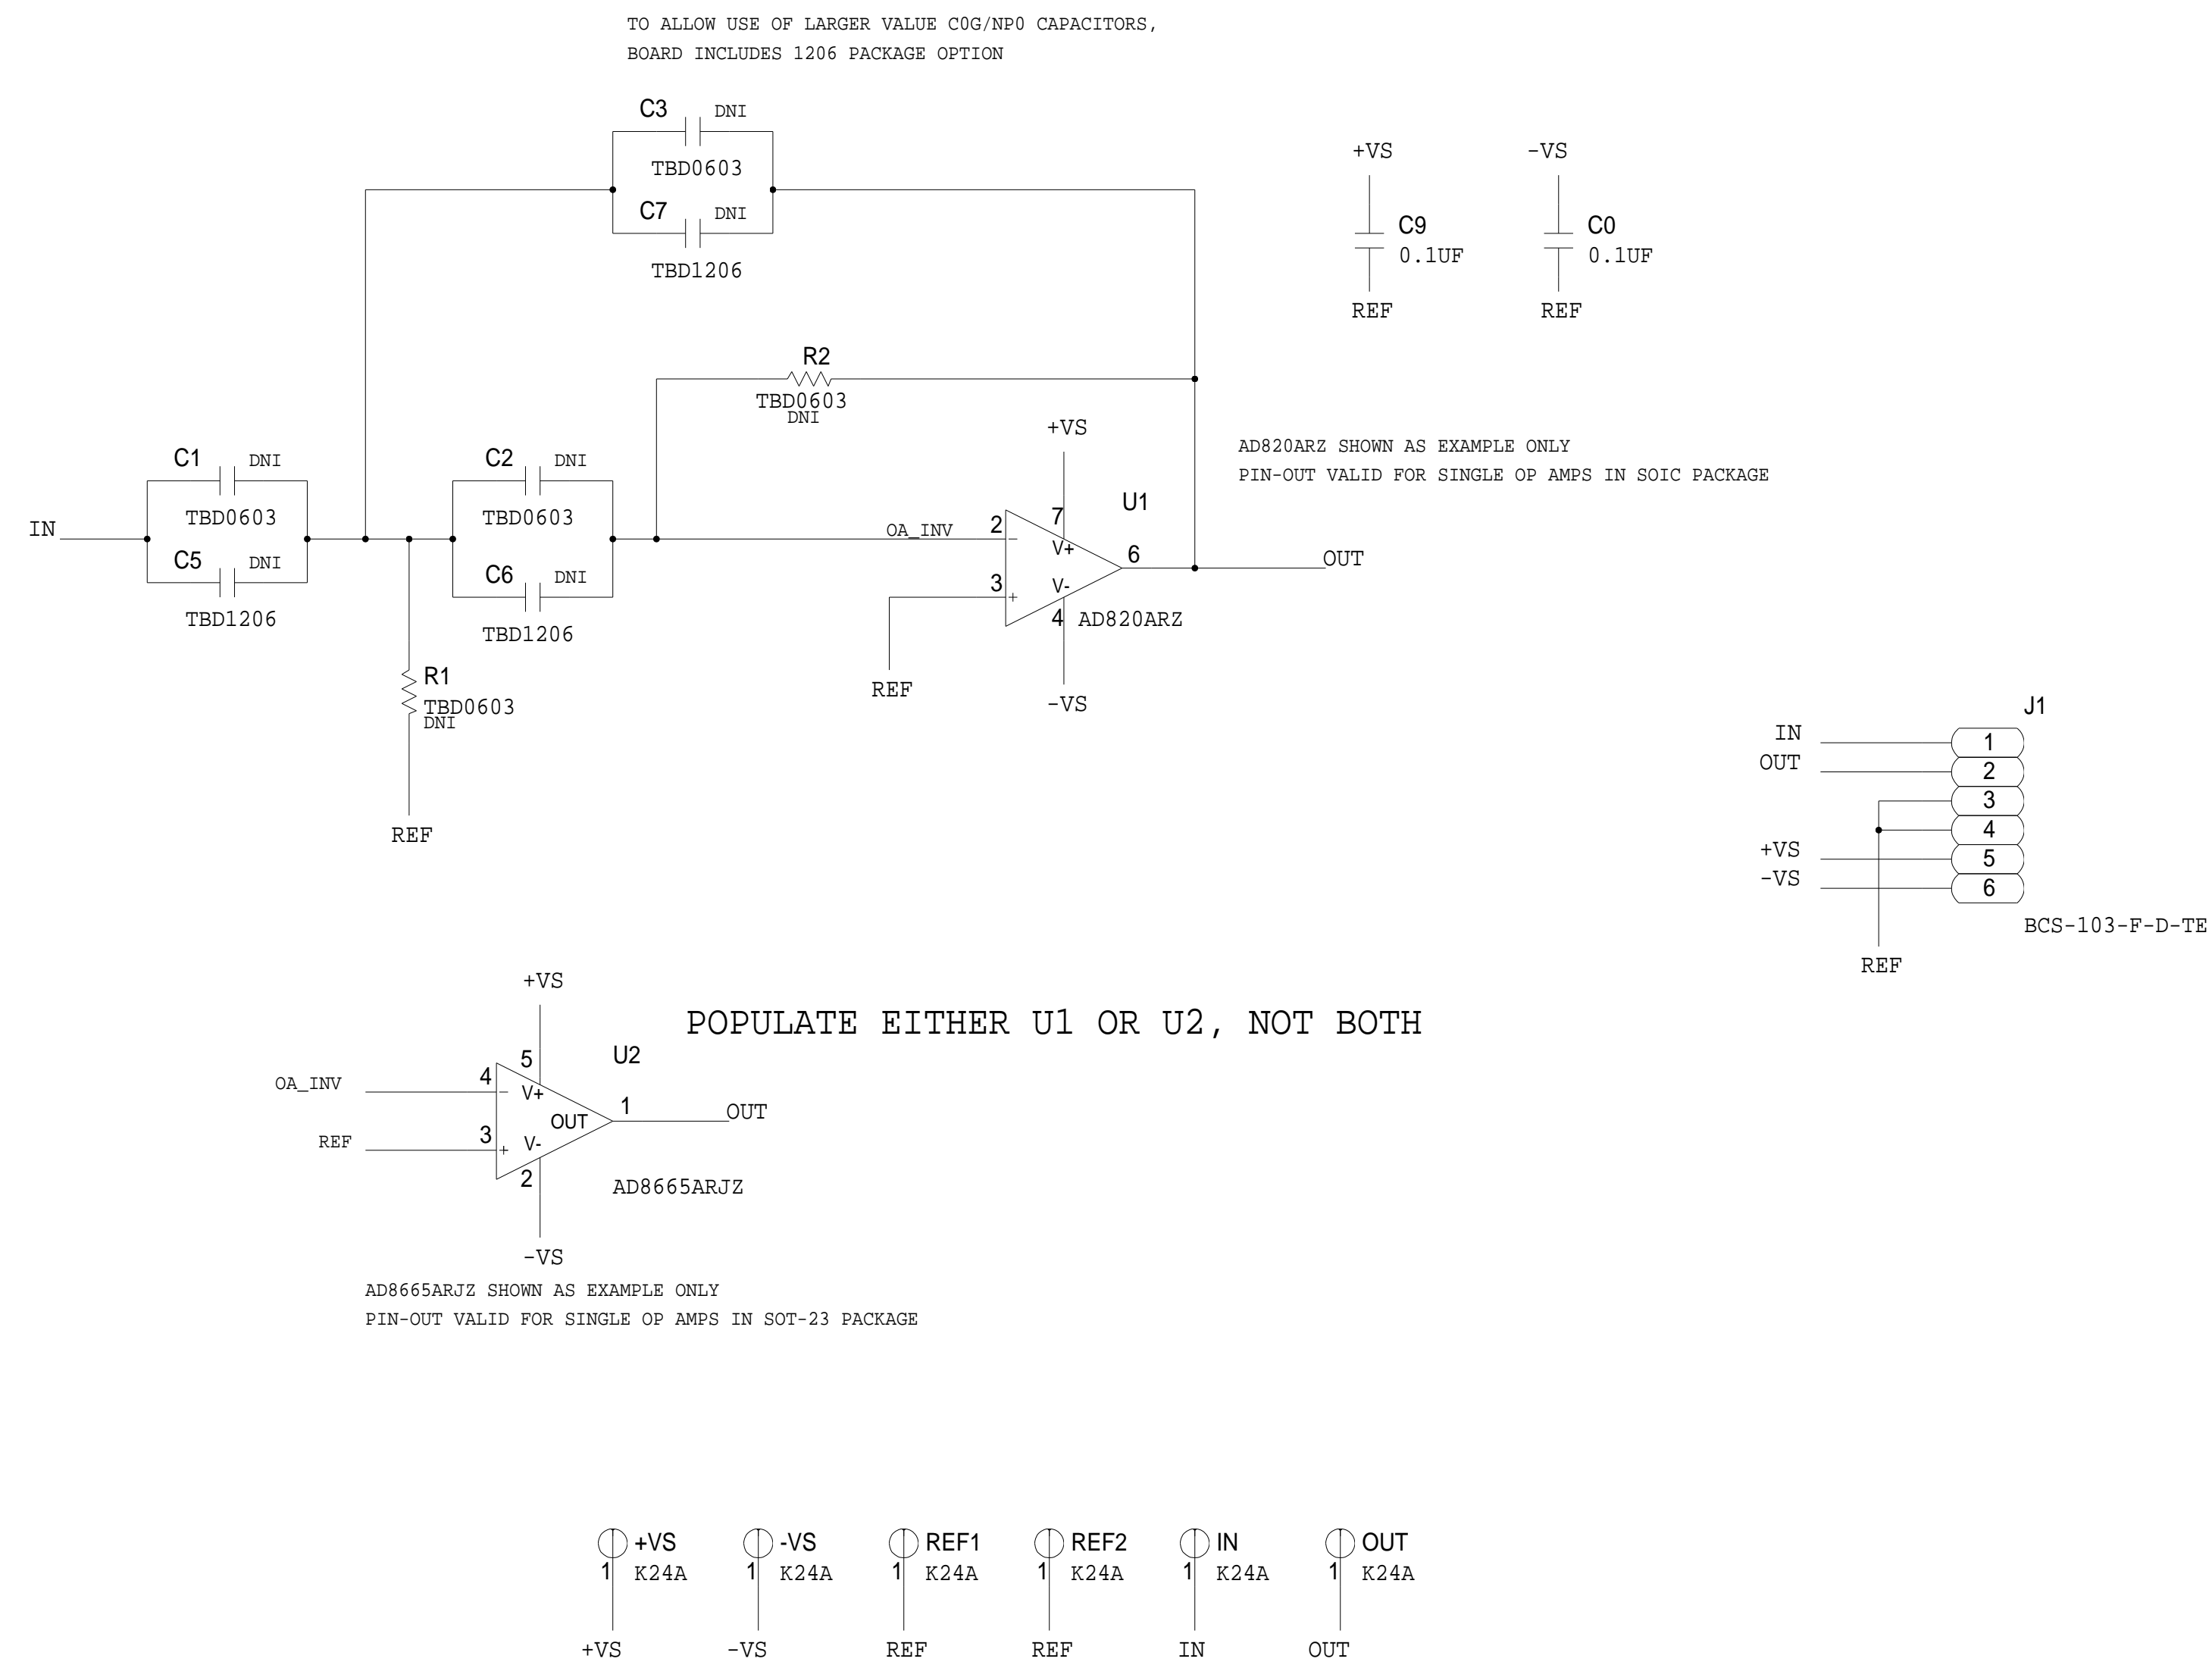 TO ALLOW USE OF LARGER VALUE C0G/NP0 CAPACITORS,
BOARD INCLUDES 1206 PACKAGE OPTION
C3 DNI
TBD0603
C7 DNI
TBD1206
+VS
C9
0.1UF
REF
-VS
C0
0.1UF
REF
R2
TBD0603
DNI
C1 DNI
TBD0603
IN
C5 DNI
TBD1206
C2 DNI
TBD0603
C6 DNI
TBD1206
R1
TBD0603
DNI
REF
+VS
U1
OA_INV 2 -
7
V+
6 OUT
3 +
V-
4 AD820ARZ
REF
-VS
AD820ARZ SHOWN AS EXAMPLE ONLY
PIN-OUT VALID FOR SINGLE OP AMPS IN SOIC PACKAGE
J1
IN 1
OUT 2
3
4
+VS 5
-VS 6
BCS-103-F-D-TE
REF
POPULATE EITHER U1 OR U2, NOT BOTH
+VS
U2
5
OA_INV 4 -
V+
OUT 1 OUT
REF 3 +
V-
2
AD8665ARJZ
-VS
AD8665ARJZ SHOWN AS EXAMPLE ONLY
PIN-OUT VALID FOR SINGLE OP AMPS IN SOT-23 PACKAGE
+VS
1 K24A
+VS
-VS
1 K24A
-VS
REF1
1 K24A
REF
REF2
1 K24A
REF
IN
1 K24A
IN
OUT
1 K24A
OUT